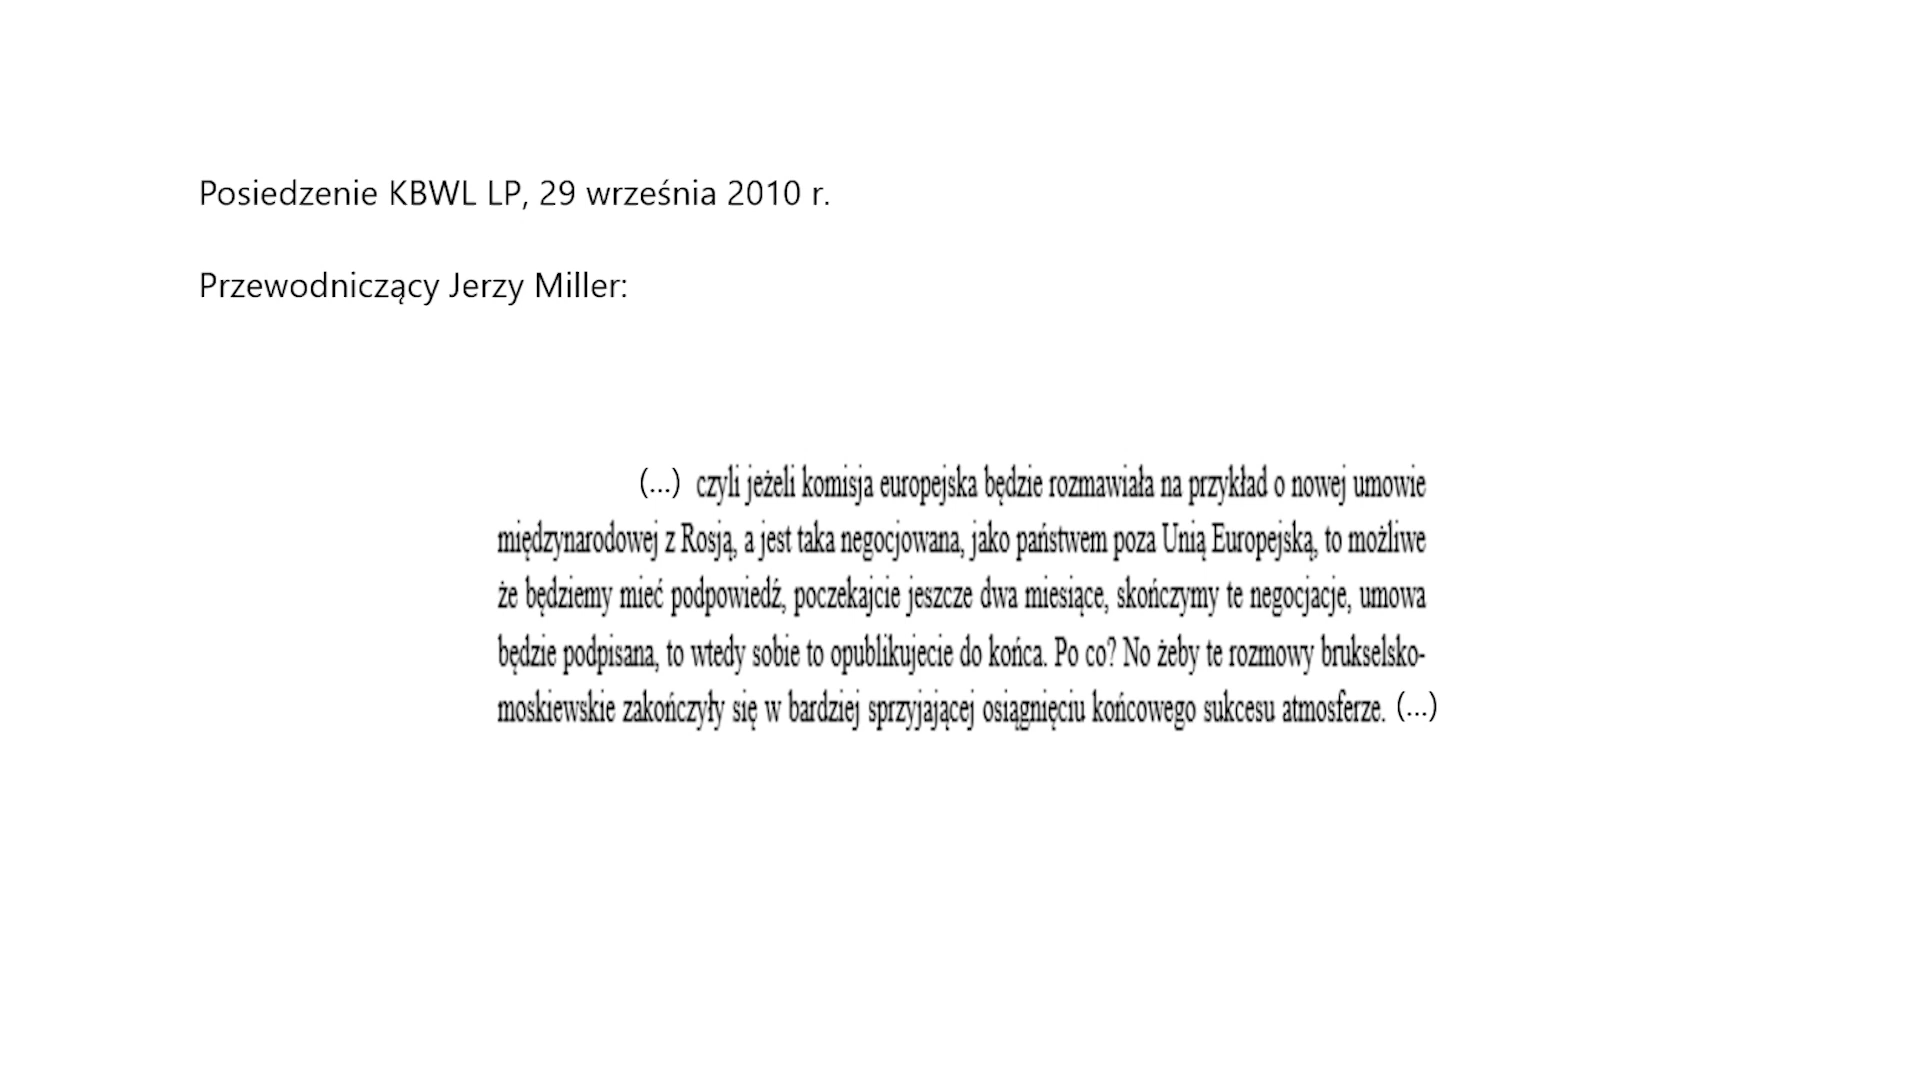 Posiedzenie KBWL LP, 29 września 2010 r.
Przewodniczący Jerzy Miller:
(...) czyli jeżeli komisja europejska będzie rozmawiała na przykład o nowej umowie
międzynarodowej z Rosją, a jest taka negocjowana, jako państwem poza Unią Europejską, to możliwe
że będziemy mieć podpowiedź, poczekajcie jeszcze dwa miesiące, skończymy te negocjacje, umowa
będzie podpisana, to wtedy sobie to opublikujecie do końca. Po co? No żeby te rozmowy brukselsko-
moskiewskie zakończyły się w bardziej sprzyjającej osiągnięciu końcowego sukcesu atmosferze. (...)